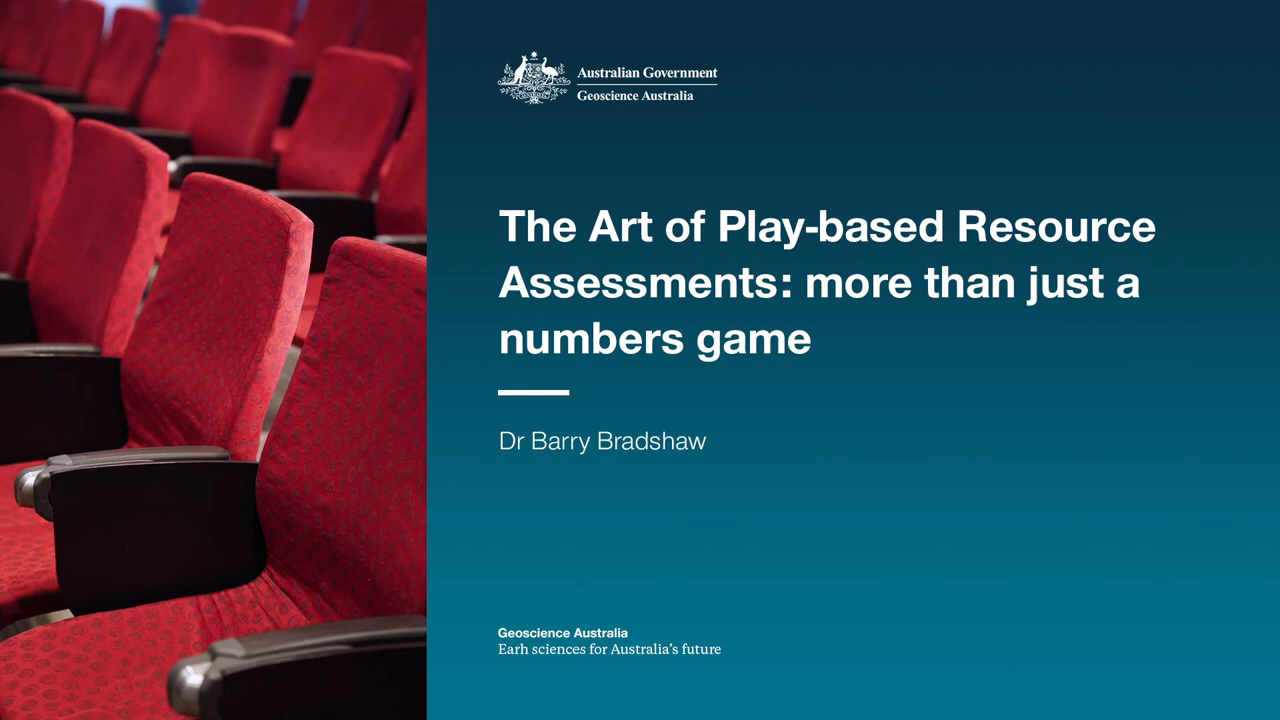 Australian Government
Geoscience Australia
The Art of Play-based Resource
Assessments: more than just a
numbers game
Dr Barry Bradshaw
Geoscience Australia
Earh sciences for Australia's future